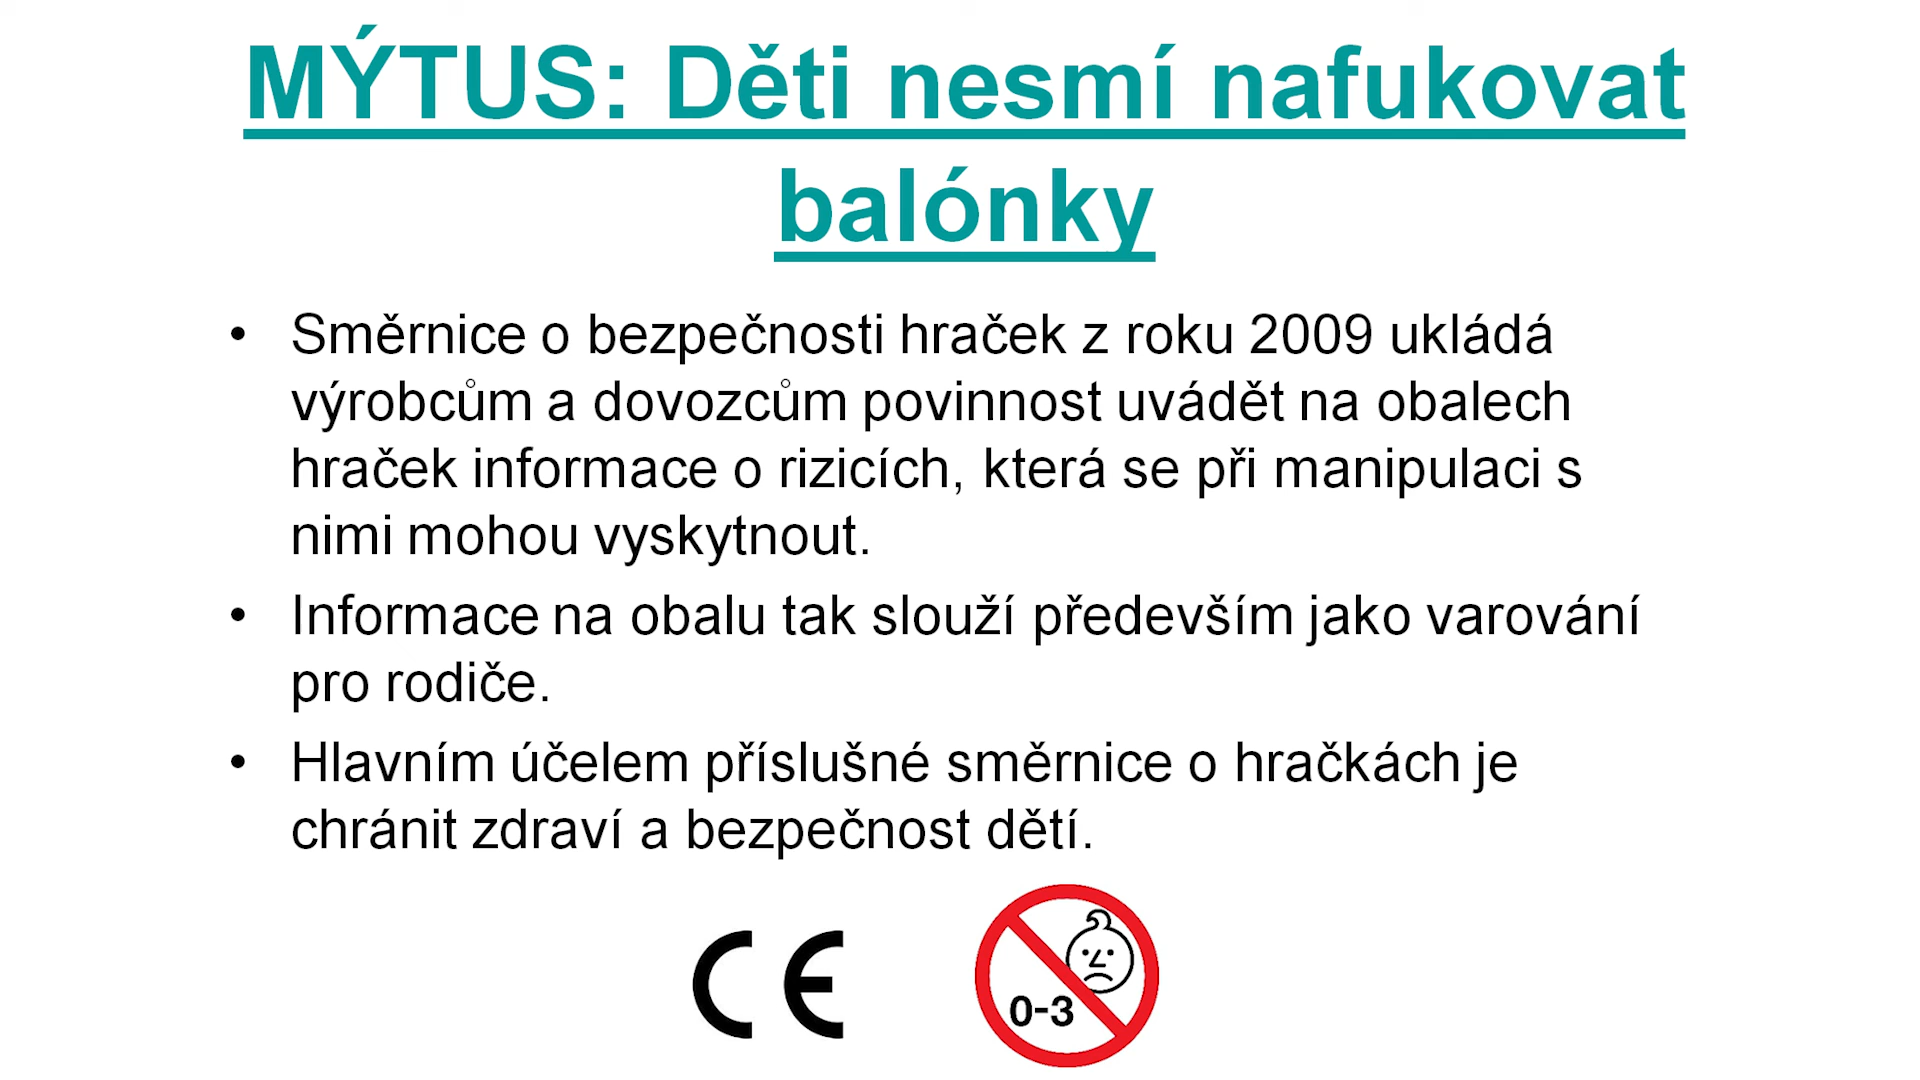 MÝTUS: Děti nesmí nafukovat
balónky
• Směrnice o bezpečnosti hraček z roku 2009 ukládá
výrobcům a dovozcům povinnost uvádět na obalech
hraček informace o rizicích, která se při manipulaci s
nimi mohou vyskytnout.
• Informace na obalu tak slouží především jako varování
pro rodiče.
• Hlavním účelem příslušné směrnice o hračkách je
chránit zdraví a bezpečnost dětí.
CE
0-3